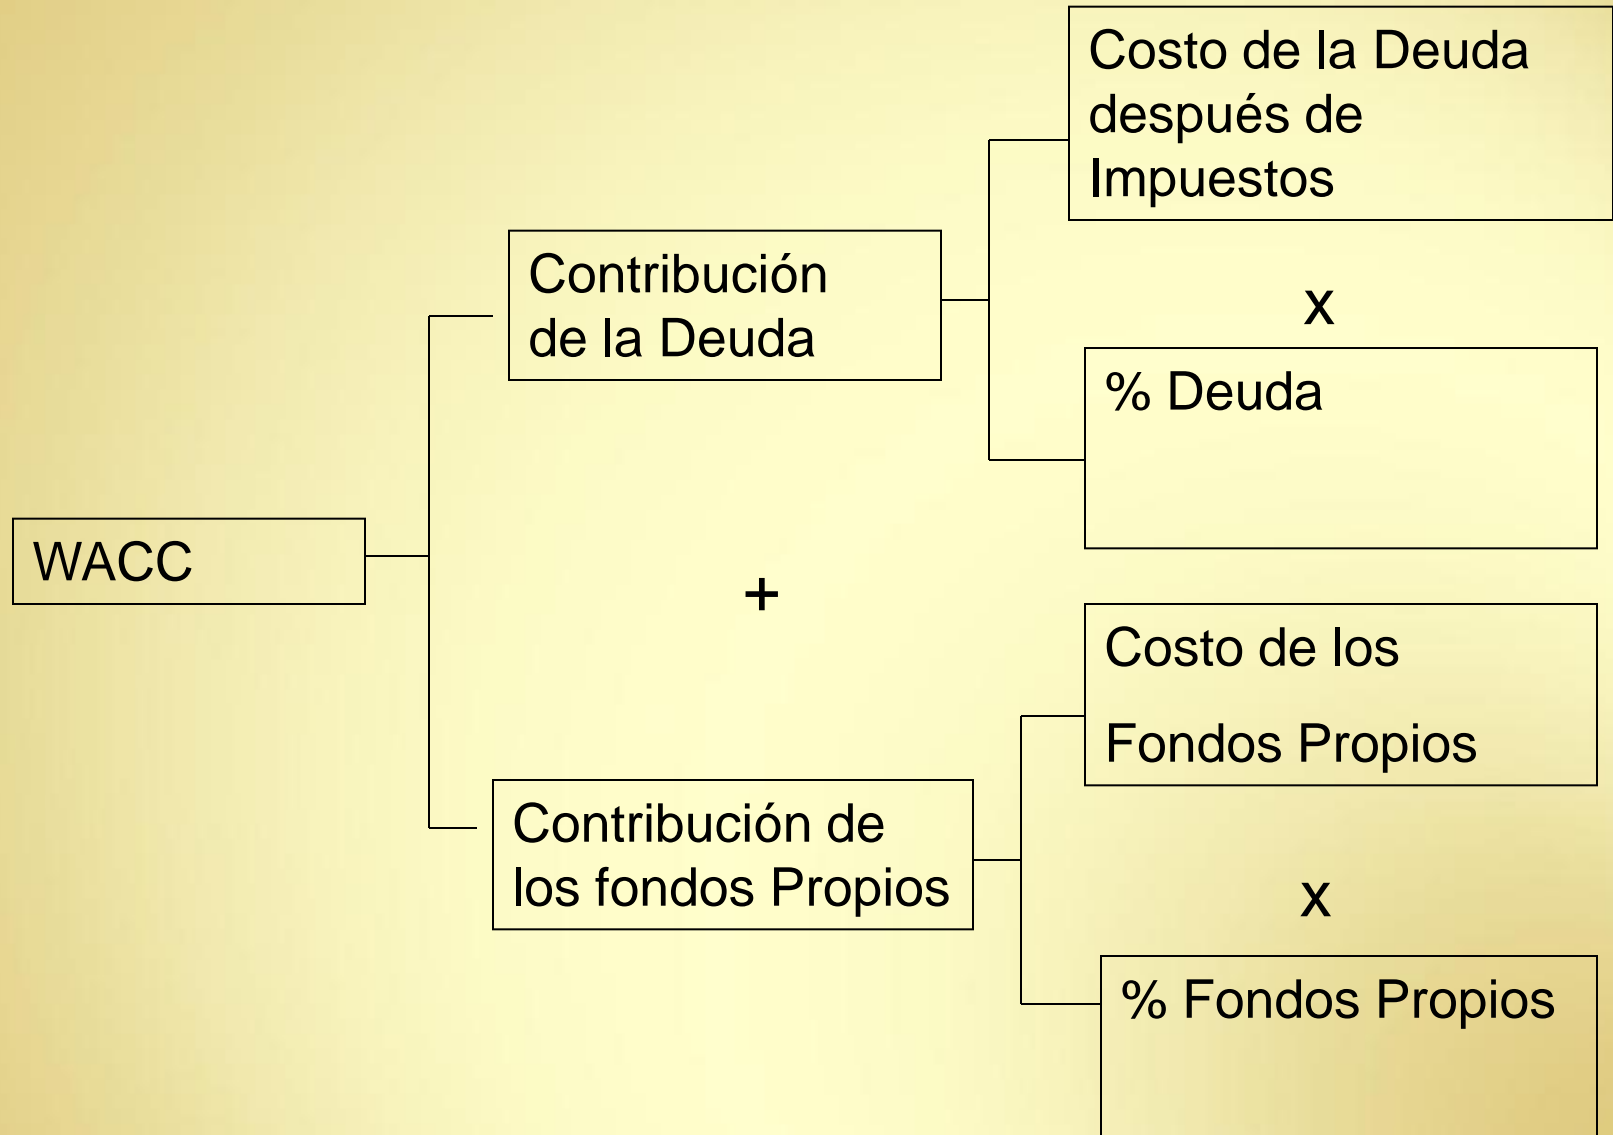 Costo de la Deuda
después de
Impuestos
Contribución
de la Deuda
x
% Deuda
WACC
+
Costo de los
Fondos Propios
Contribución de
los fondos Propios
x
% Fondos Propios